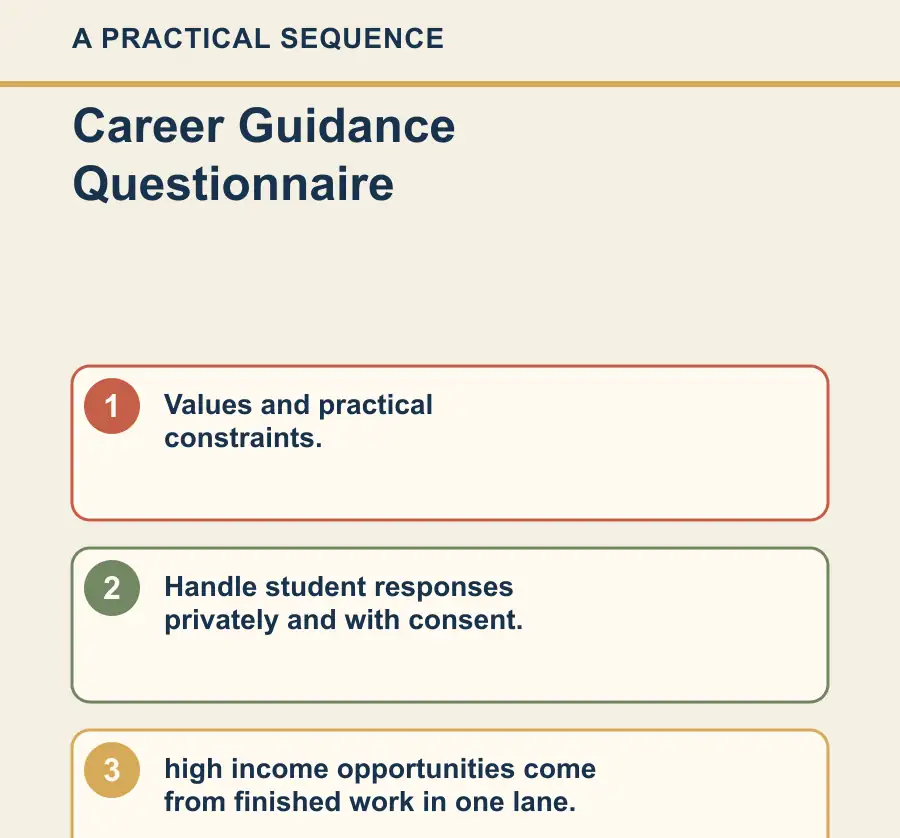 A PRACTICAL SEQUENCE
Career Guidance
Questionnaire
1
Values and practical
constraints.
2
Handle student responses
privately and with consent.
3
high income opportunities come
from finished work in one lane.